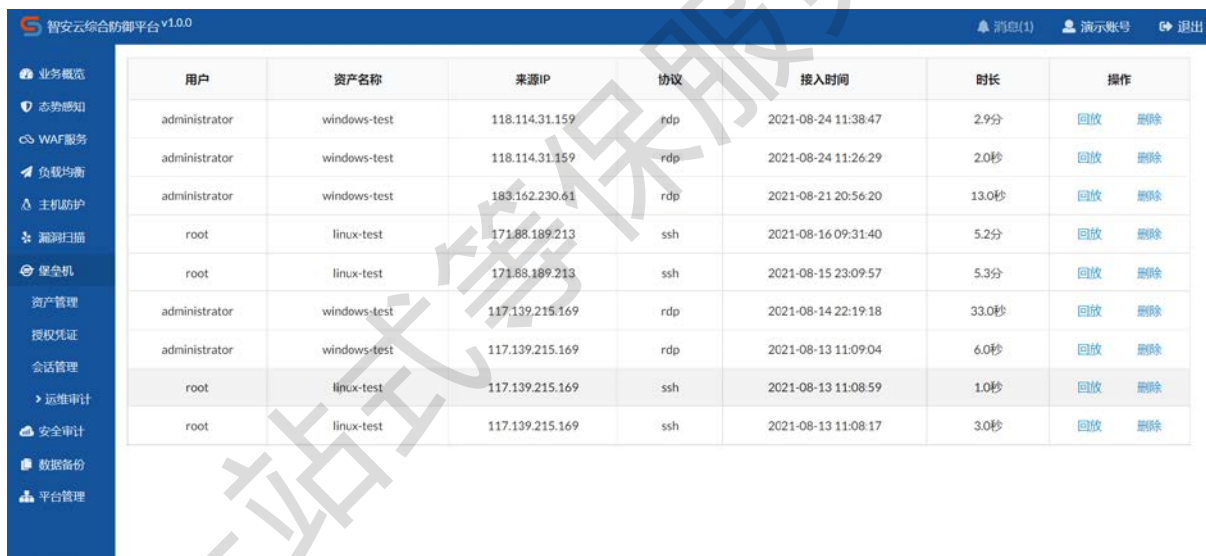 智安云综合防御平台 v1.0.0
消息(1) 演示账号 退出
业务概览
态势感知
WAF服务
负载均衡
主机防护
漏洞扫描
堡垒机
资产管理
授权凭证
会话管理
> 运维审计
安全审计
数据备份
平台管理
用户 资产名称 来源IP 协议 接入时间 时长 操作
administrator windows-test 118.114.31.159 rdp 2021-08-24 11:38:47 2.9分 回放 删除
administrator windows-test 118.114.31.159 rdp 2021-08-24 11:26:29 2.0秒 回放 删除
administrator windows-test 183.162.230.61 rdp 2021-08-21 20:56:20 13.0秒 回放 删除
root linux-test 171.88.189.213 ssh 2021-08-16 09:31:40 5.2分 回放 删除
root linux-test 171.88.189.213 ssh 2021-08-15 23:09:57 5.3分 回放 删除
administrator windows-test 117.139.215.169 rdp 2021-08-14 22:19:18 33.0秒 回放 删除
administrator windows-test 117.139.215.169 rdp 2021-08-13 11:09:04 6.0秒 回放 删除
root linux-test 117.139.215.169 ssh 2021-08-13 11:08:59 1.0秒 回放 删除
root linux-test 117.139.215.169 ssh 2021-08-13 11:08:17 3.0秒 回放 删除
站式等保服务